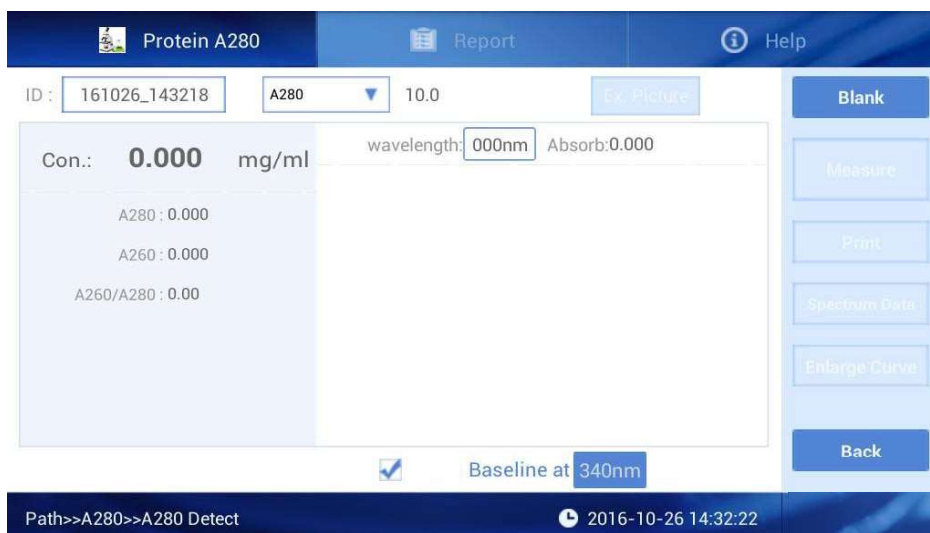 Protein A280
Report
Help
ID : 161026_143218
A280
10.0
Ex. Picture
Blank
Con.: 0.000 mg/ml
wavelength: 000nm Absorb:0.000
Measure
A280 : 0.000
Print
A260 : 0.000
A260/A280 : 0.00
Spectrum Data
Enlarge Curve
Back
Baseline at 340nm
Path>>A280>>A280 Detect
2016-10-26 14:32:22